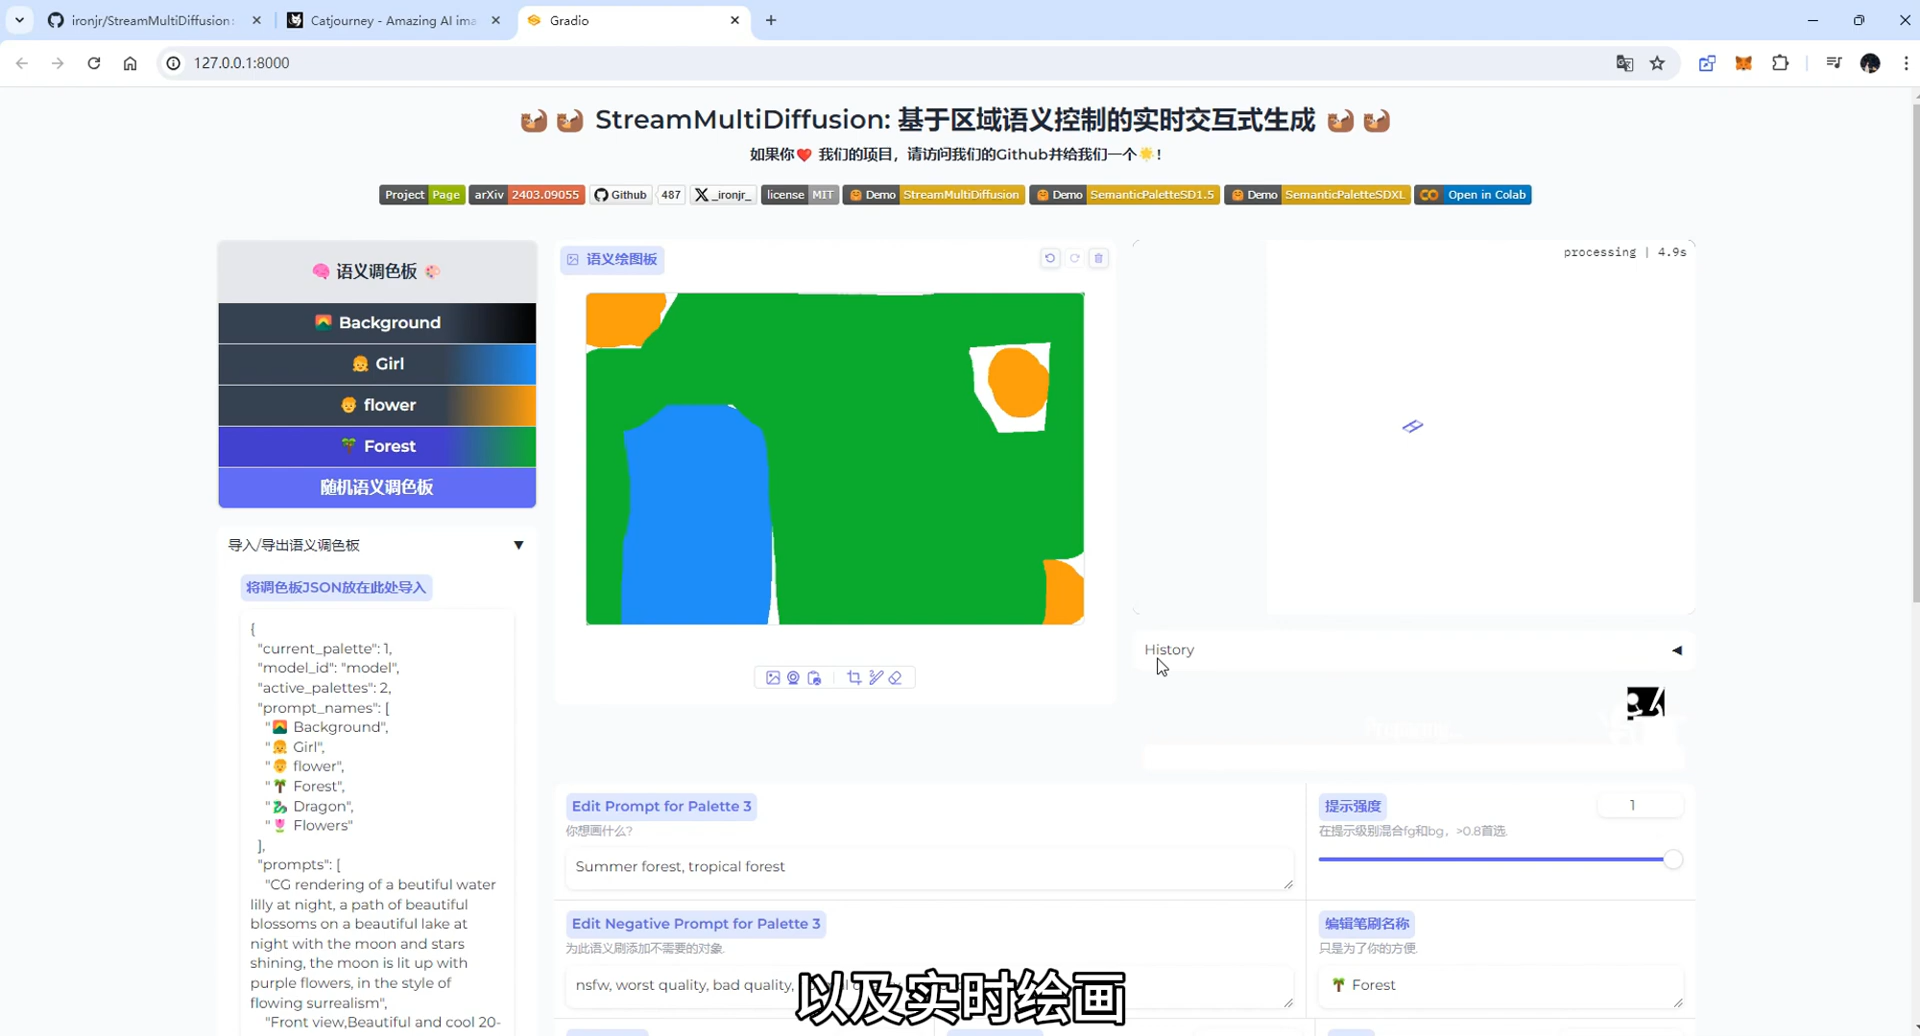 ironjr/StreamMultiDiffusion:
Catjourney - Amazing AI ima
Gradio
127.0.0.1:8000
StreamMultiDiffusion: 基于区域语义控制的实时交互式生成
如果你❤️ 我们的项目，请访问我们的Github并给我们一个🌟!
Project Page
arXiv 2403.09055
Github 487
X _ironjr_
license MIT
Demo StreamMultiDiffusion
Demo SemanticPaletteSD1.5
Demo SemanticPaletteSDXL
Open in Colab
🧠 语义调色板 🎨
🌄 Background
👧 Girl
👴 flower
🌴 Forest
随机语义调色板
导入/导出语义调色板 ▼
将调色板JSON放在此处导入
{
"current_palette": 1,
"model_id": "model",
"active_palettes": 2,
"prompt_names": [
"🌄 Background",
"👧 Girl",
"👴 flower",
"🌴 Forest",
"🐉 Dragon",
"🌷 Flowers"
],
"prompts": [
"CG rendering of a beutiful water
lilly at night, a path of beautiful
blossoms on a beautiful lake at
night with the moon and stars
shining, the moon is lit up with
purple flowers, in the style of
flowing surrealism",
"Front view,Beautiful and cool 20-
语义绘图板
processing | 4.9s
History ◀
Edit Prompt for Palette 3
你想画什么?
Summer forest, tropical forest
提示强度 1
在提示级别混合fg和bg，>0.8首选.
Edit Negative Prompt for Palette 3
为此语义刷添加不需要的对象.
nsfw, worst quality, bad quality,
编辑笔刷名称
只是为了你的方便.
🌴 Forest
以及实时绘画